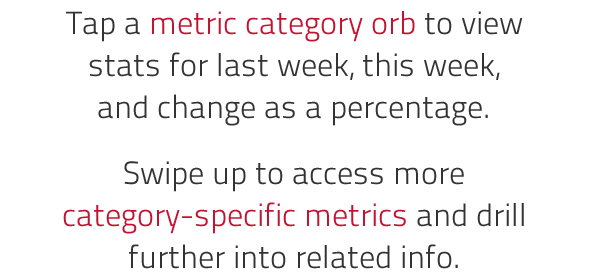 Tap a metric category orb to view
stats for last week, this week,
and change as a percentage.
Swipe up to access more
category-specific metrics and drill
further into related info.